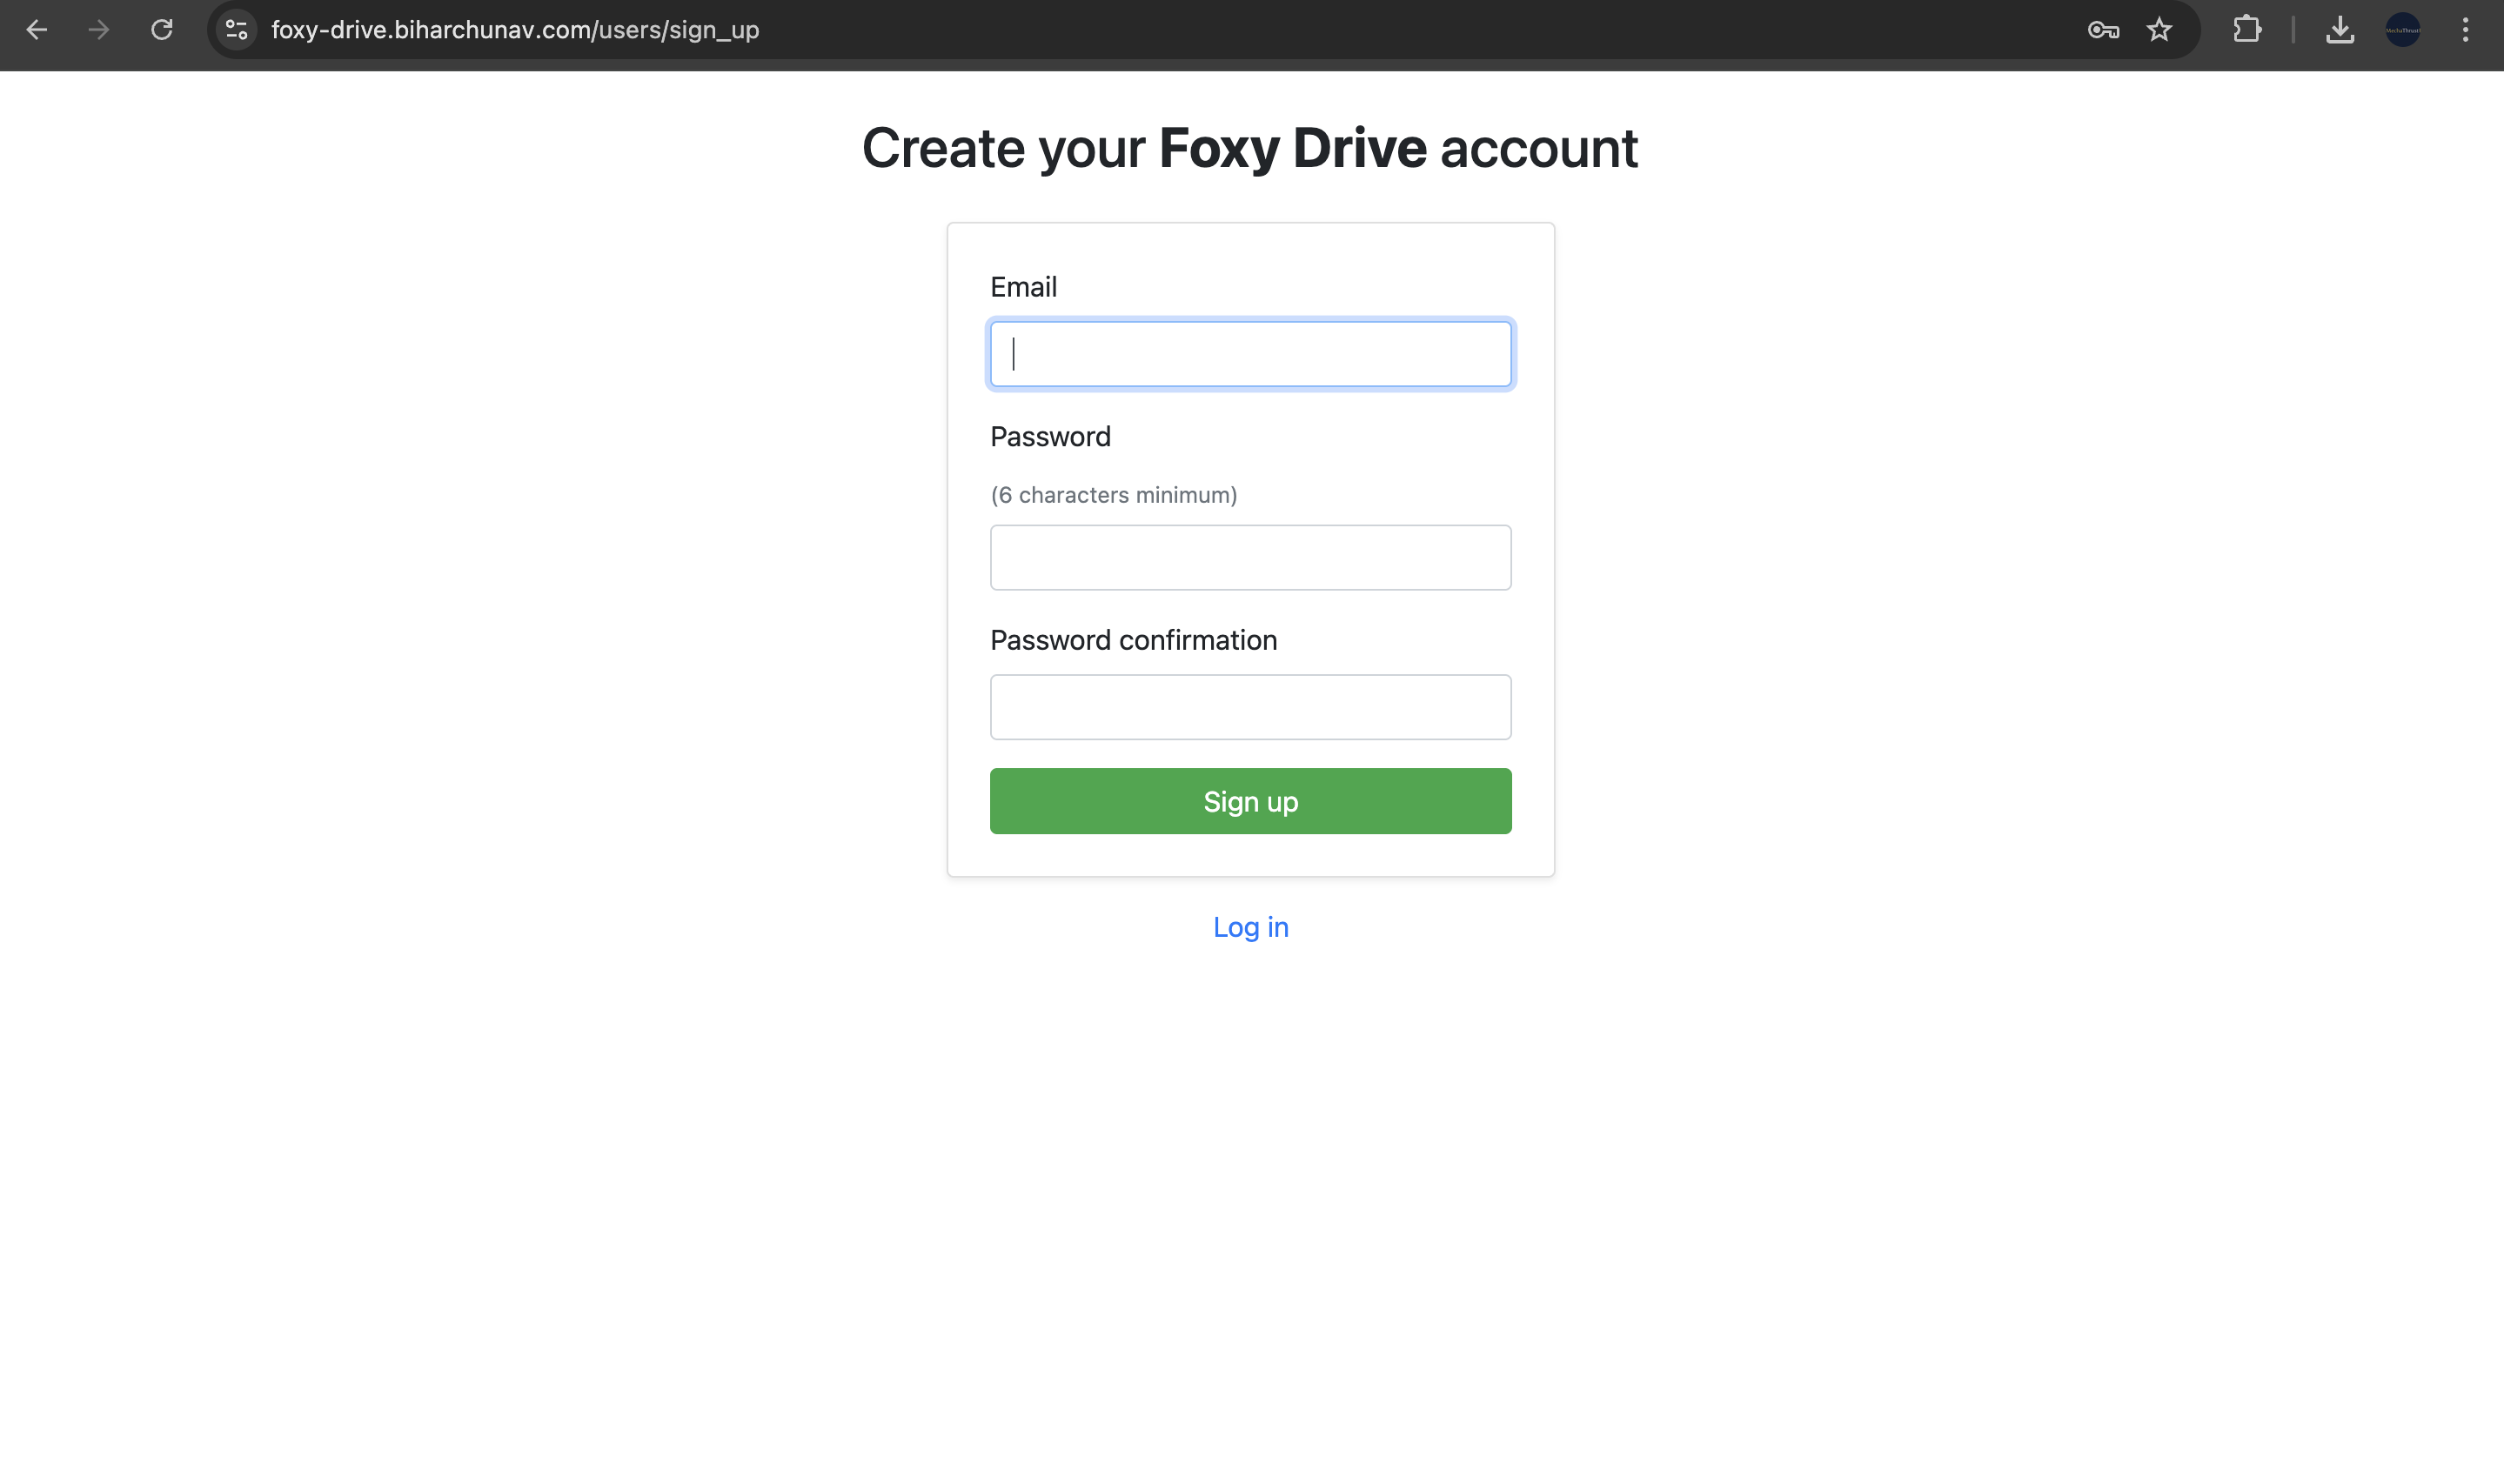 foxy-drive.biharchunav.com/users/sign_up
Create your Foxy Drive account
Email
Password
(6 characters minimum)
Password confirmation
Sign up
Log in